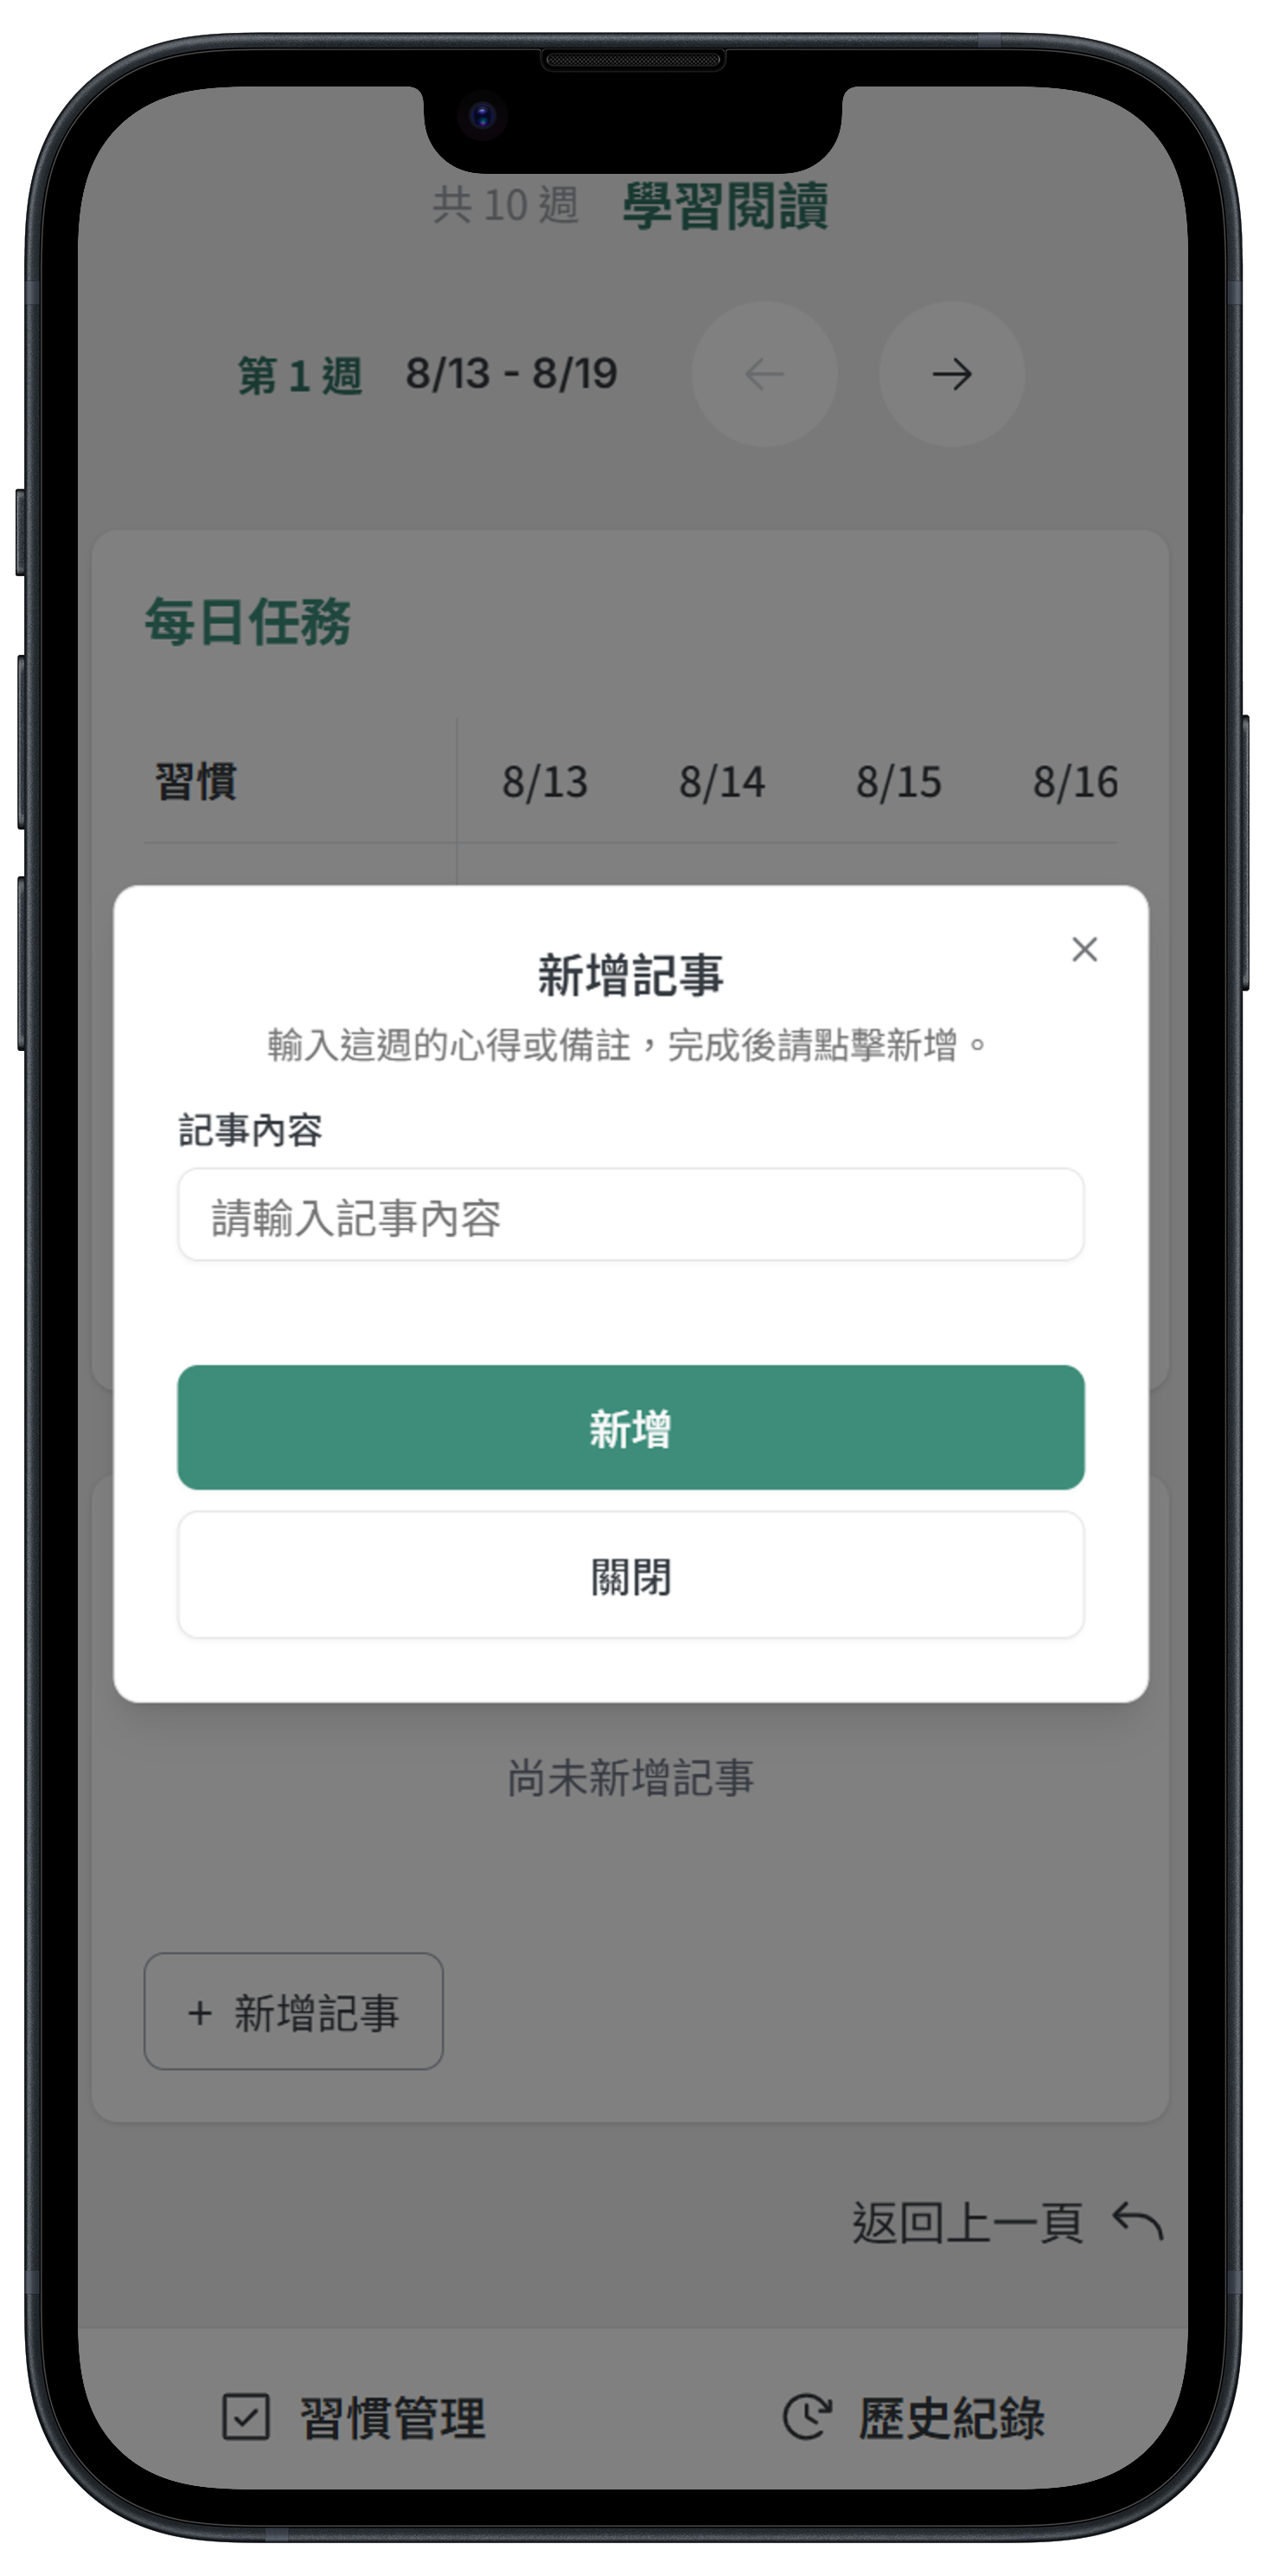 共 10 週 學習閱讀
第 1 週 8/13 - 8/19
每日任務
習慣 8/13 8/14 8/15 8/16
新增記事
輸入這週的心得或備註，完成後請點擊新增。
記事內容
請輸入記事內容
新增
關閉
尚未新增記事
+ 新增記事
返回上一頁
習慣管理 歷史紀錄